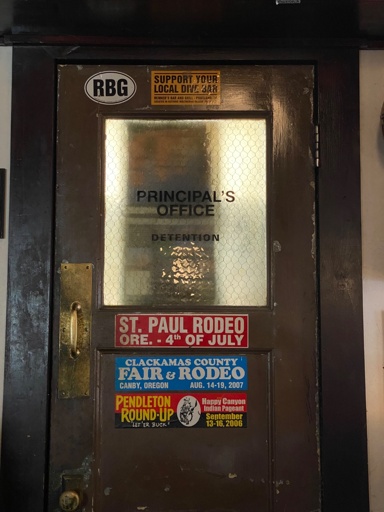 RBG
SUPPORT YOUR
LOCAL DIVE BAR
PRINCIPAL'S
OFFICE
DETENTION
ST. PAUL RODEO
ORE. - 4th OF JULY
CLACKAMAS COUNTY
FAIR & RODEO
CANBY, OREGON AUG. 14-19, 2007
PENDLETON
ROUND-UP
LET'ER BUCK!
Happy Canyon
Indian Pageant
September
13-16, 2006